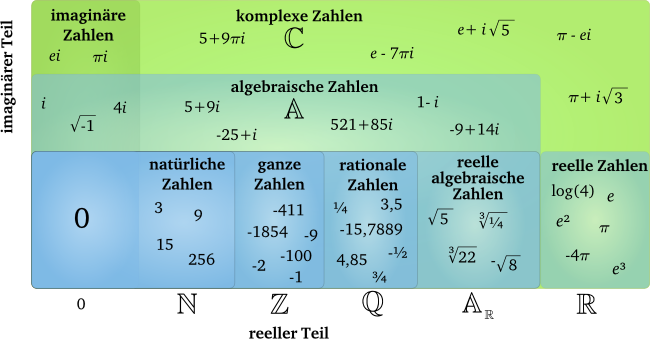 imaginärer Teil
imaginäre
Zahlen
ei πi
komplexe Zahlen
ℂ
5+9πi
e - 7πi
e + i√5
π - ei
π + i√3
i
√-1
4i
algebraische Zahlen
𝔸
5+9i
-25+i
521+85i
1- i
-9+14i
0
natürliche
Zahlen
3
9
15
256
ganze
Zahlen
-411
-1854 -9
-100
-2
-1
rationale
Zahlen
¼ 3,5
-15,7889
-½
4,85
¾
reelle
algebraische
Zahlen
√5 ∛¼
∛22 -√8
reelle Zahlen
log(4) e
e²
π
-4π
e³
0 ℕ ℤ ℚ 𝔸ℝ ℝ
reeller Teil